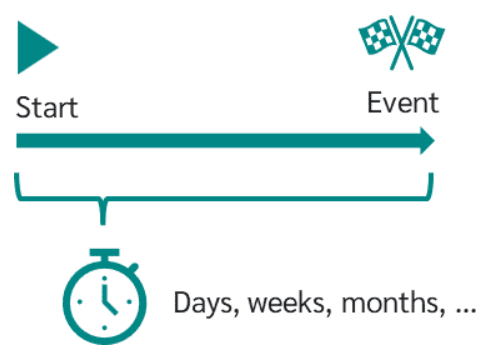 Start
Event
Days, weeks, months, ...